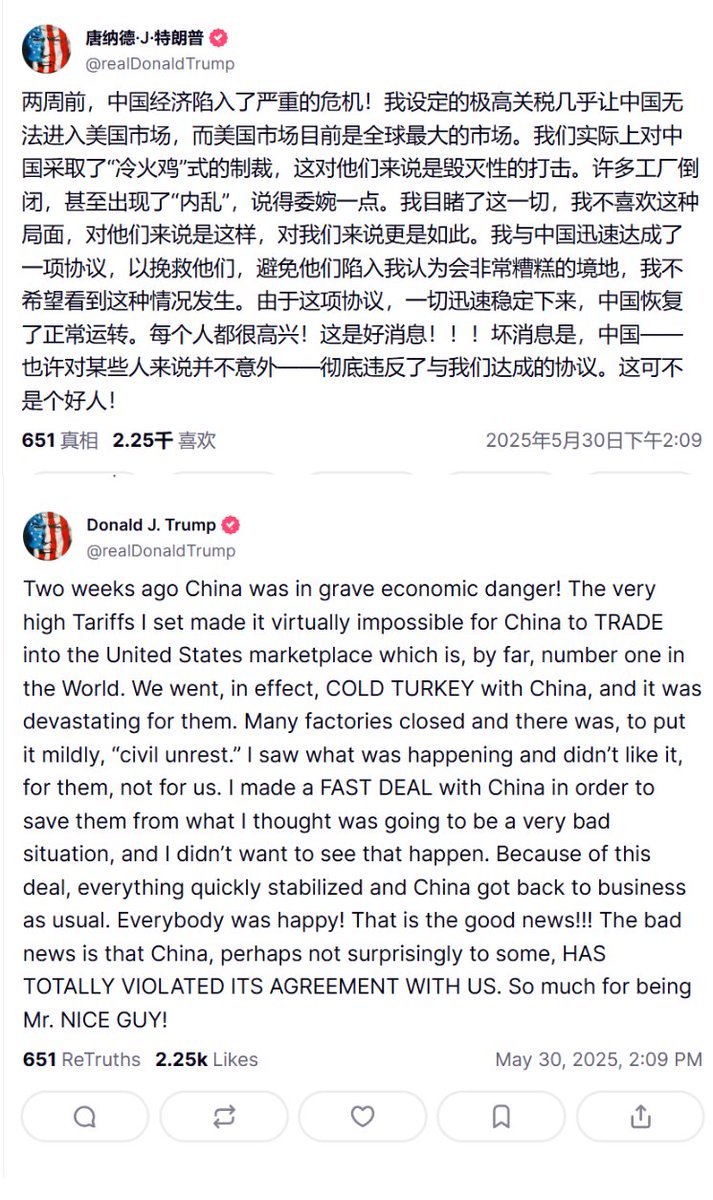 唐纳德·J·特朗普
@realDonaldTrump
两周前，中国经济陷入了严重的危机！我设定的极高关税几乎让中国无
法进入美国市场，而美国市场目前是全球最大的市场。我们实际上对中
国采取了“冷火鸡”式的制裁，这对他们来说是毁灭性的打击。许多工厂倒
闭，甚至出现了“内乱”，说得委婉一点。我目睹了这一切，我不喜欢这种
局面，对他们来说是这样，对我们来说更是如此。我与中国迅速达成了
一项协议，以挽救他们，避免他们陷入我认为会非常糟糕的境地，我不
希望看到这种情况发生。由于这项协议，一切迅速稳定下来，中国恢复
了正常运转。每个人都很高兴！这是好消息！！！坏消息是，中国——
也许对某些人来说并不意外——彻底违反了与我们达成的协议。这可不
是个好人！
651 真相 2.25千 喜欢 2025年5月30日下午2:09
Donald J. Trump
@realDonaldTrump
Two weeks ago China was in grave economic danger! The very
high Tariffs I set made it virtually impossible for China to TRADE
into the United States marketplace which is, by far, number one in
the World. We went, in effect, COLD TURKEY with China, and it was
devastating for them. Many factories closed and there was, to put
it mildly, “civil unrest.” I saw what was happening and didn’t like it,
for them, not for us. I made a FAST DEAL with China in order to
save them from what I thought was going to be a very bad
situation, and I didn’t want to see that happen. Because of this
deal, everything quickly stabilized and China got back to business
as usual. Everybody was happy! That is the good news!!! The bad
news is that China, perhaps not surprisingly to some, HAS
TOTALLY VIOLATED ITS AGREEMENT WITH US. So much for being
Mr. NICE GUY!
651 ReTruths 2.25k Likes May 30, 2025, 2:09 PM